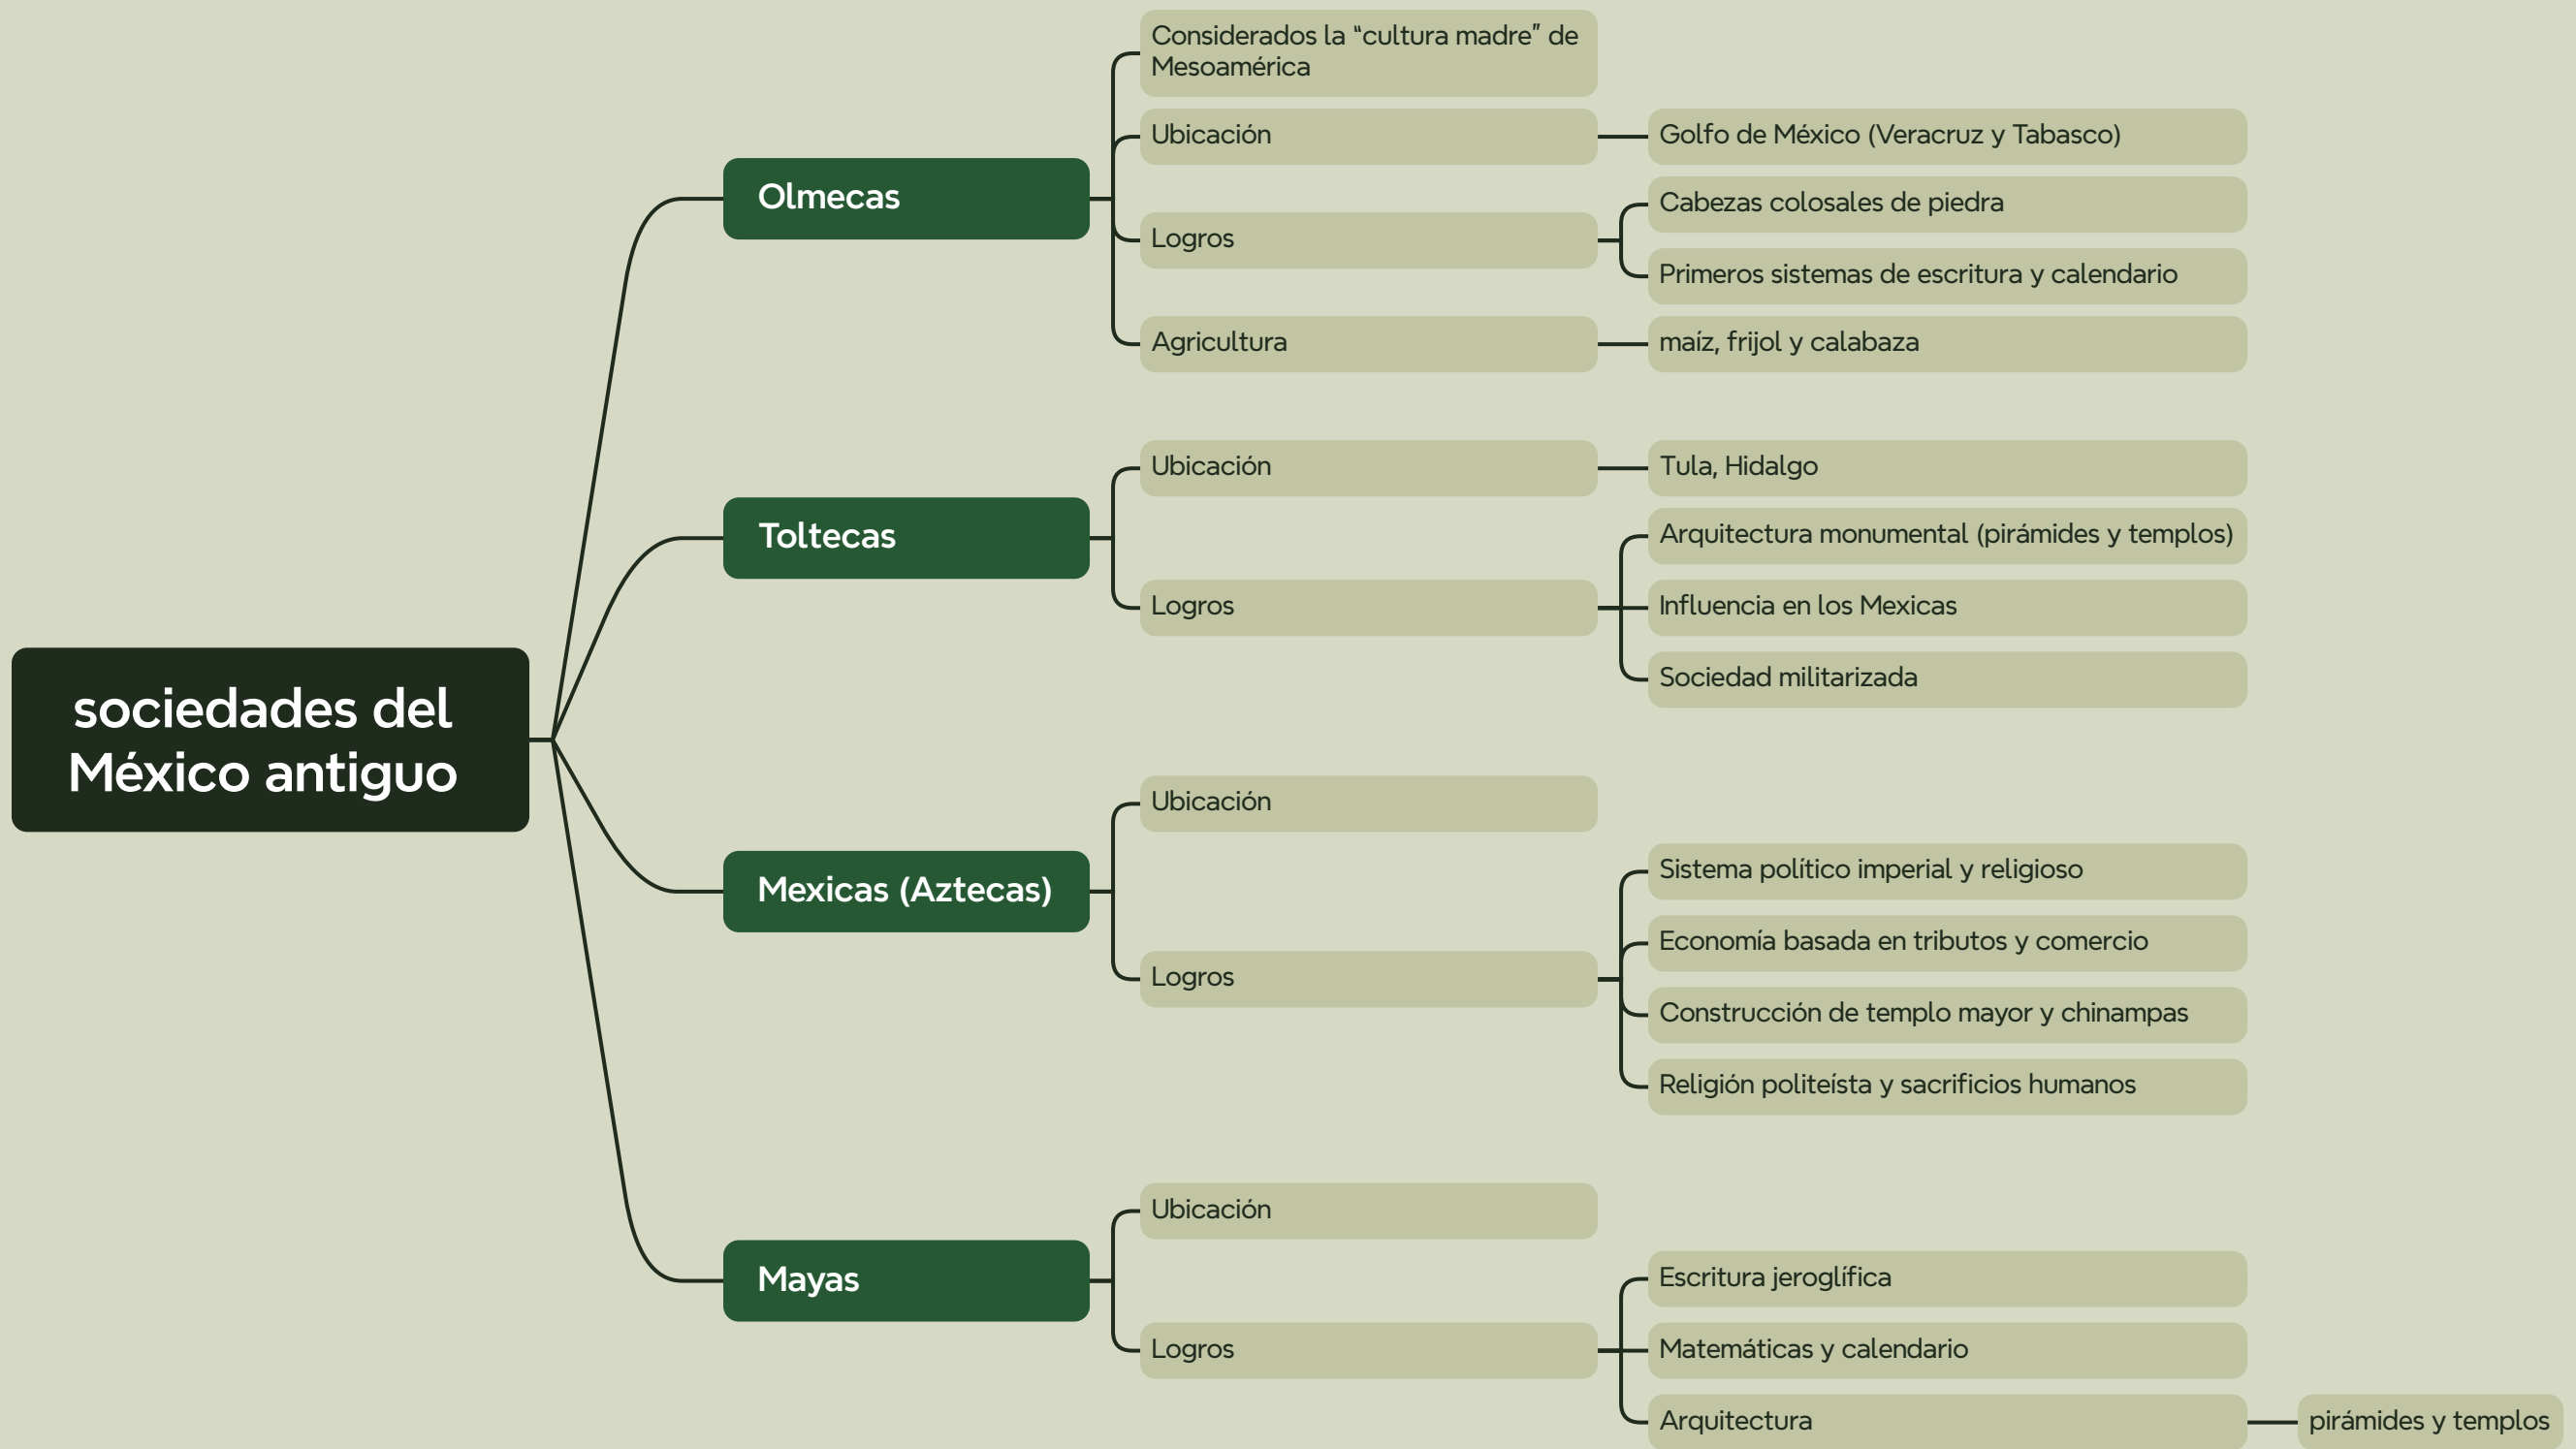 sociedades del
México antiguo
Olmecas
Considerados la “cultura madre” de
Mesoamérica
Ubicación
Golfo de México (Veracruz y Tabasco)
Logros
Cabezas colosales de piedra
Primeros sistemas de escritura y calendario
Agricultura
maíz, frijol y calabaza
Toltecas
Ubicación
Tula, Hidalgo
Logros
Arquitectura monumental (pirámides y templos)
Influencia en los Mexicas
Sociedad militarizada
Mexicas (Aztecas)
Ubicación
Logros
Sistema político imperial y religioso
Economía basada en tributos y comercio
Construcción de templo mayor y chinampas
Religión politeísta y sacrificios humanos
Mayas
Ubicación
Logros
Escritura jeroglífica
Matemáticas y calendario
Arquitectura
pirámides y templos